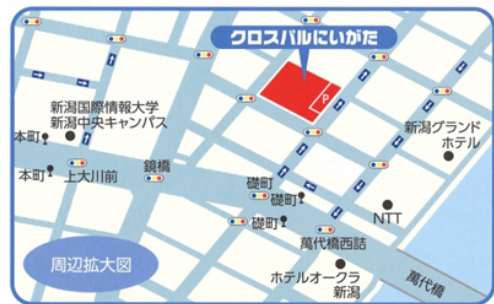 クロスパルにいがた
P
新潟国際情報大学
新潟中央キャンパス
本町
新潟グランド
ホテル
本町
上大川前
鏡橋
礎町
礎町
礎町
NTT
萬代橋西詰
周辺拡大図
ホテルオークラ
新潟
萬代橋